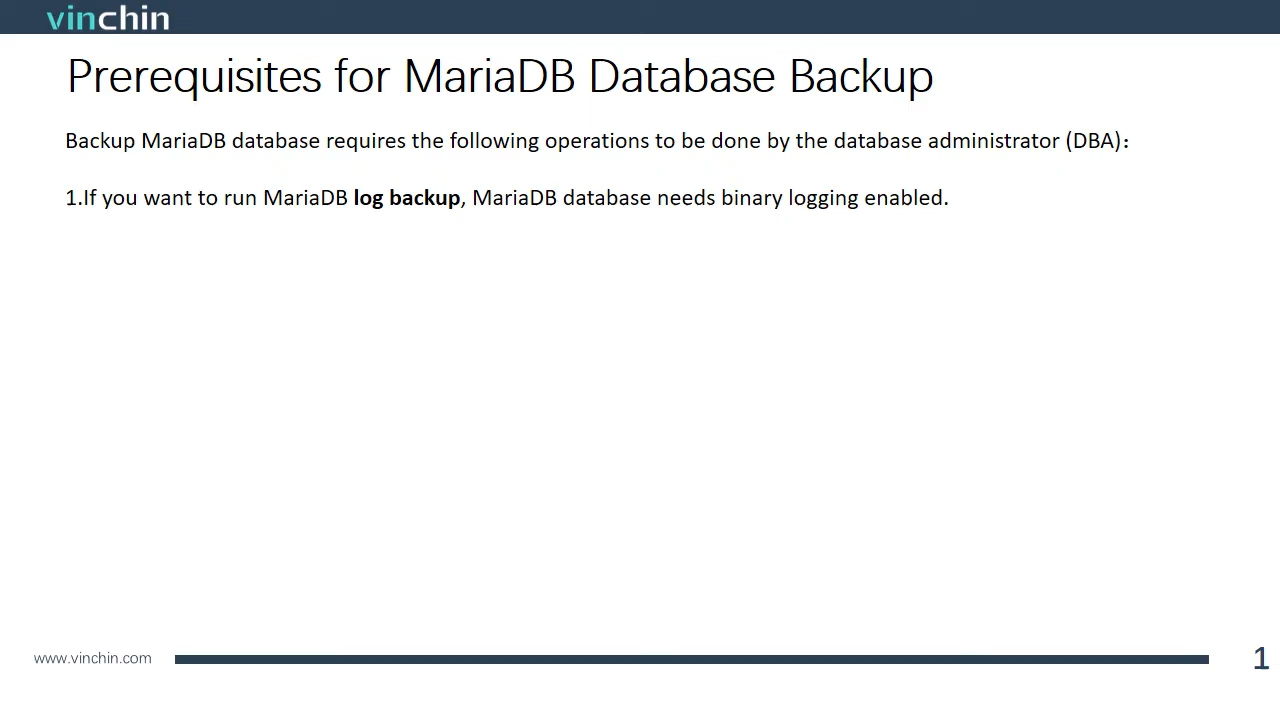 vinchin
Prerequisites for MariaDB Database Backup
Backup MariaDB database requires the following operations to be done by the database administrator (DBA)：
1.If you want to run MariaDB log backup, MariaDB database needs binary logging enabled.
www.vinchin.com
1